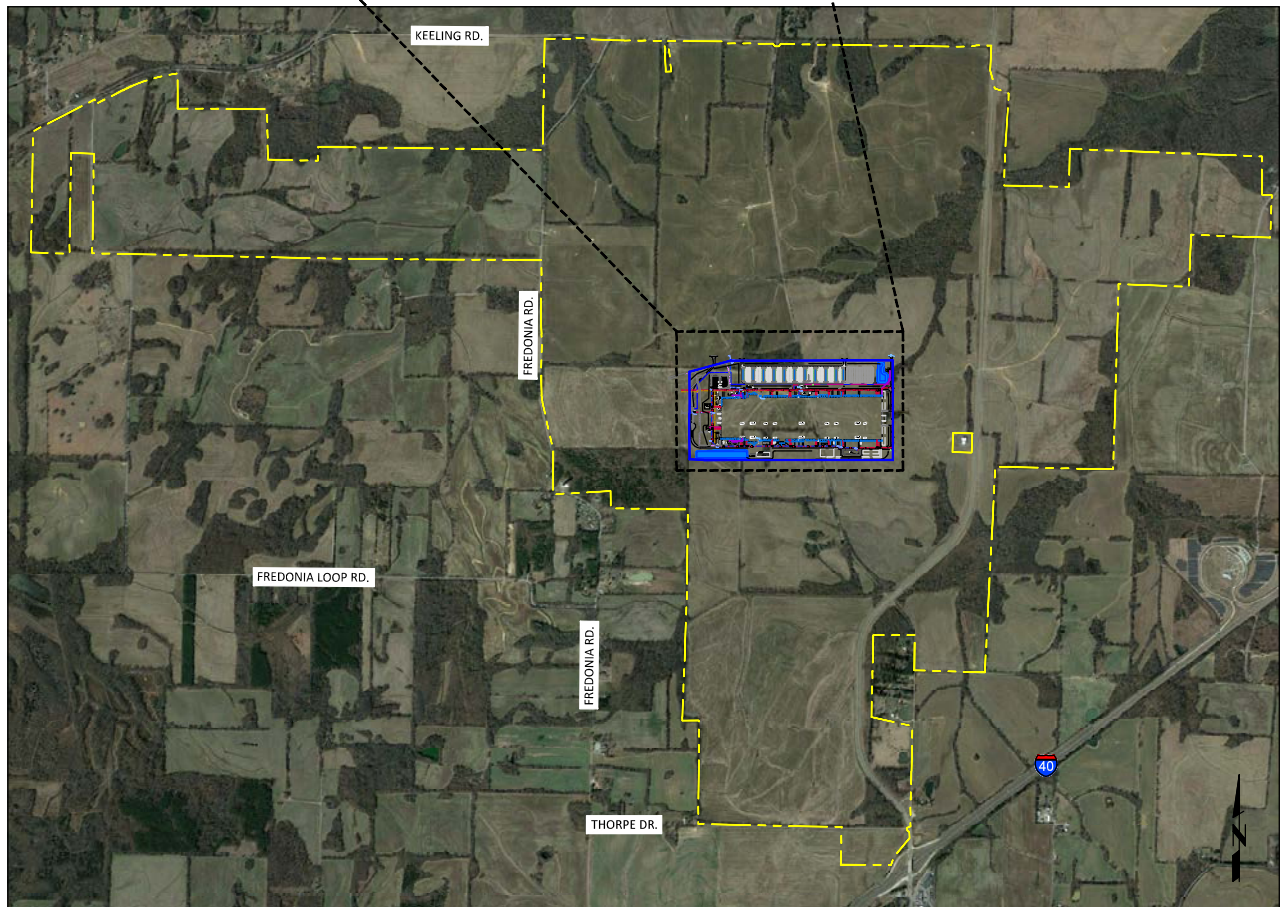 KEELING RD.
FREDONIA RD.
FREDONIA LOOP RD.
FREDONIA RD.
40
THORPE DR.
N